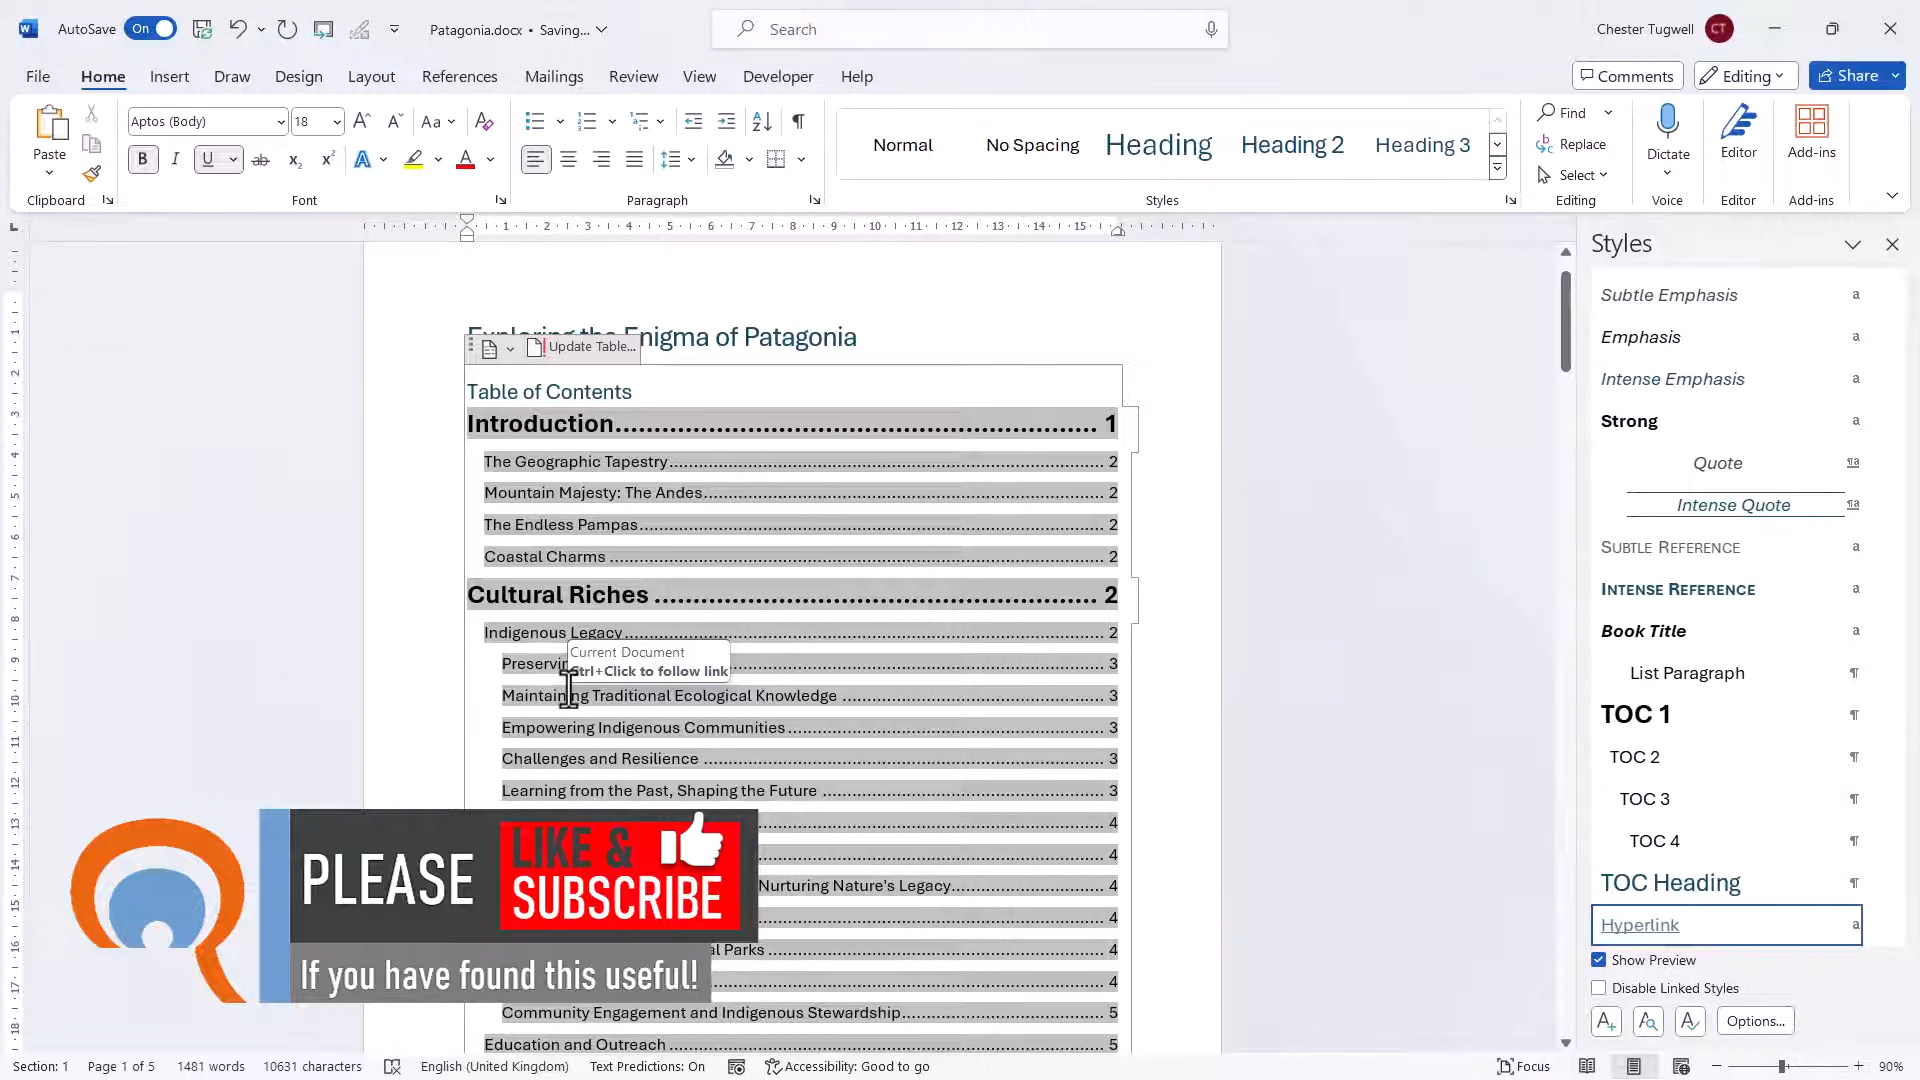 AutoSave On Patagonia.docx • Saving... Search Chester Tugwell CT
File Home Insert Draw Design Layout References Mailings Review View Developer Help Comments Editing Share
Paste
Clipboard
Aptos (Body) 18
Font
Paragraph
Normal No Spacing Heading Heading 2 Heading 3
Styles
Find
Replace
Select
Editing
Dictate
Voice
Editor
Editor
Add-ins
Add-ins
Exploring the Enigma of Patagonia
Update Table...
Table of Contents
Introduction 1
The Geographic Tapestry 2
Mountain Majesty: The Andes 2
The Endless Pampas 2
Coastal Charms 2
Cultural Riches 2
Indigenous Legacy 2
Current Document
Ctrl+Click to follow link
3
Maintaining Traditional Ecological Knowledge 3
Empowering Indigenous Communities 3
Challenges and Resilience 3
Learning from the Past, Shaping the Future 3
4
4
Nurturing Nature's Legacy 4
4
Parks 4
4
Community Engagement and Indigenous Stewardship 5
Education and Outreach 5
PLEASE LIKE & SUBSCRIBE
If you have found this useful!
Styles
Subtle Emphasis a
Emphasis a
Intense Emphasis a
Strong a
Quote ¶a
Intense Quote ¶a
SUBTLE REFERENCE a
INTENSE REFERENCE a
Book Title a
List Paragraph ¶
TOC 1 ¶
TOC 2 ¶
TOC 3 ¶
TOC 4 ¶
TOC Heading ¶
Hyperlink a
Show Preview
Disable Linked Styles
Options...
Section: 1 Page 1 of 5 1481 words 10631 characters English (United Kingdom) Text Predictions: On Accessibility: Good to go Focus 90%